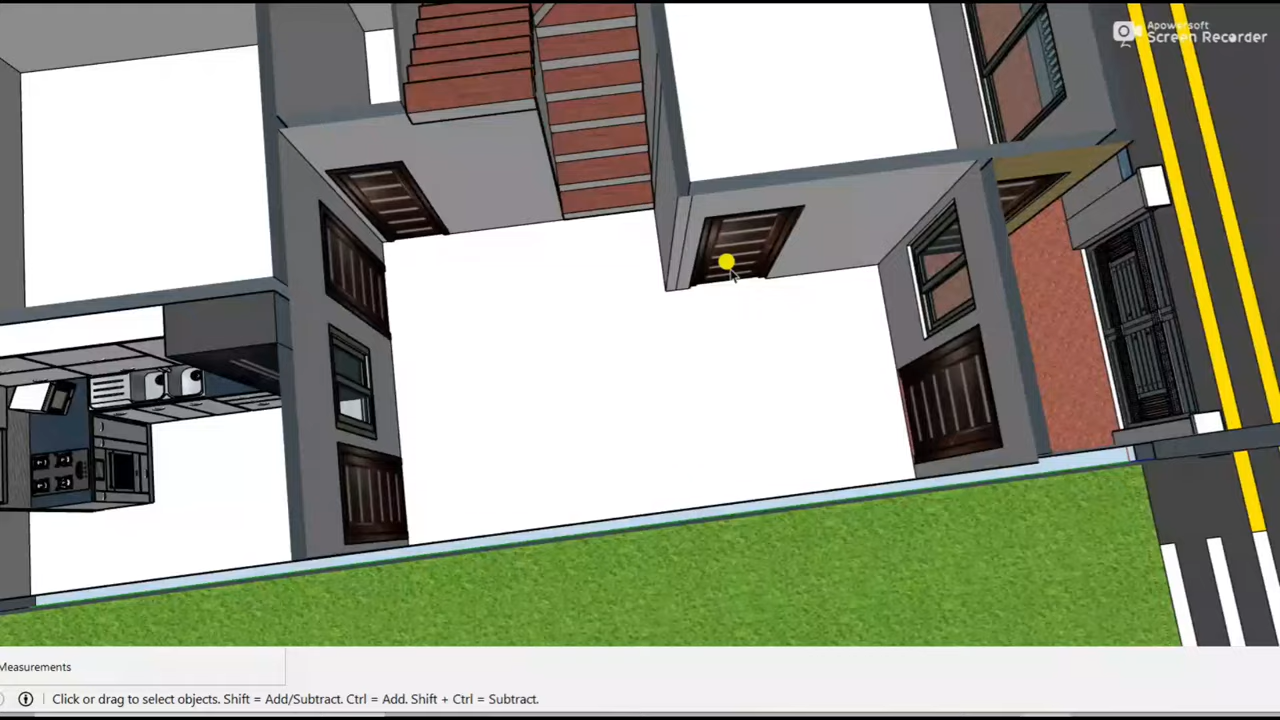 Apowersoft
Screen Recorder
Measurements
Click or drag to select objects. Shift = Add/Subtract. Ctrl = Add. Shift + Ctrl = Subtract.